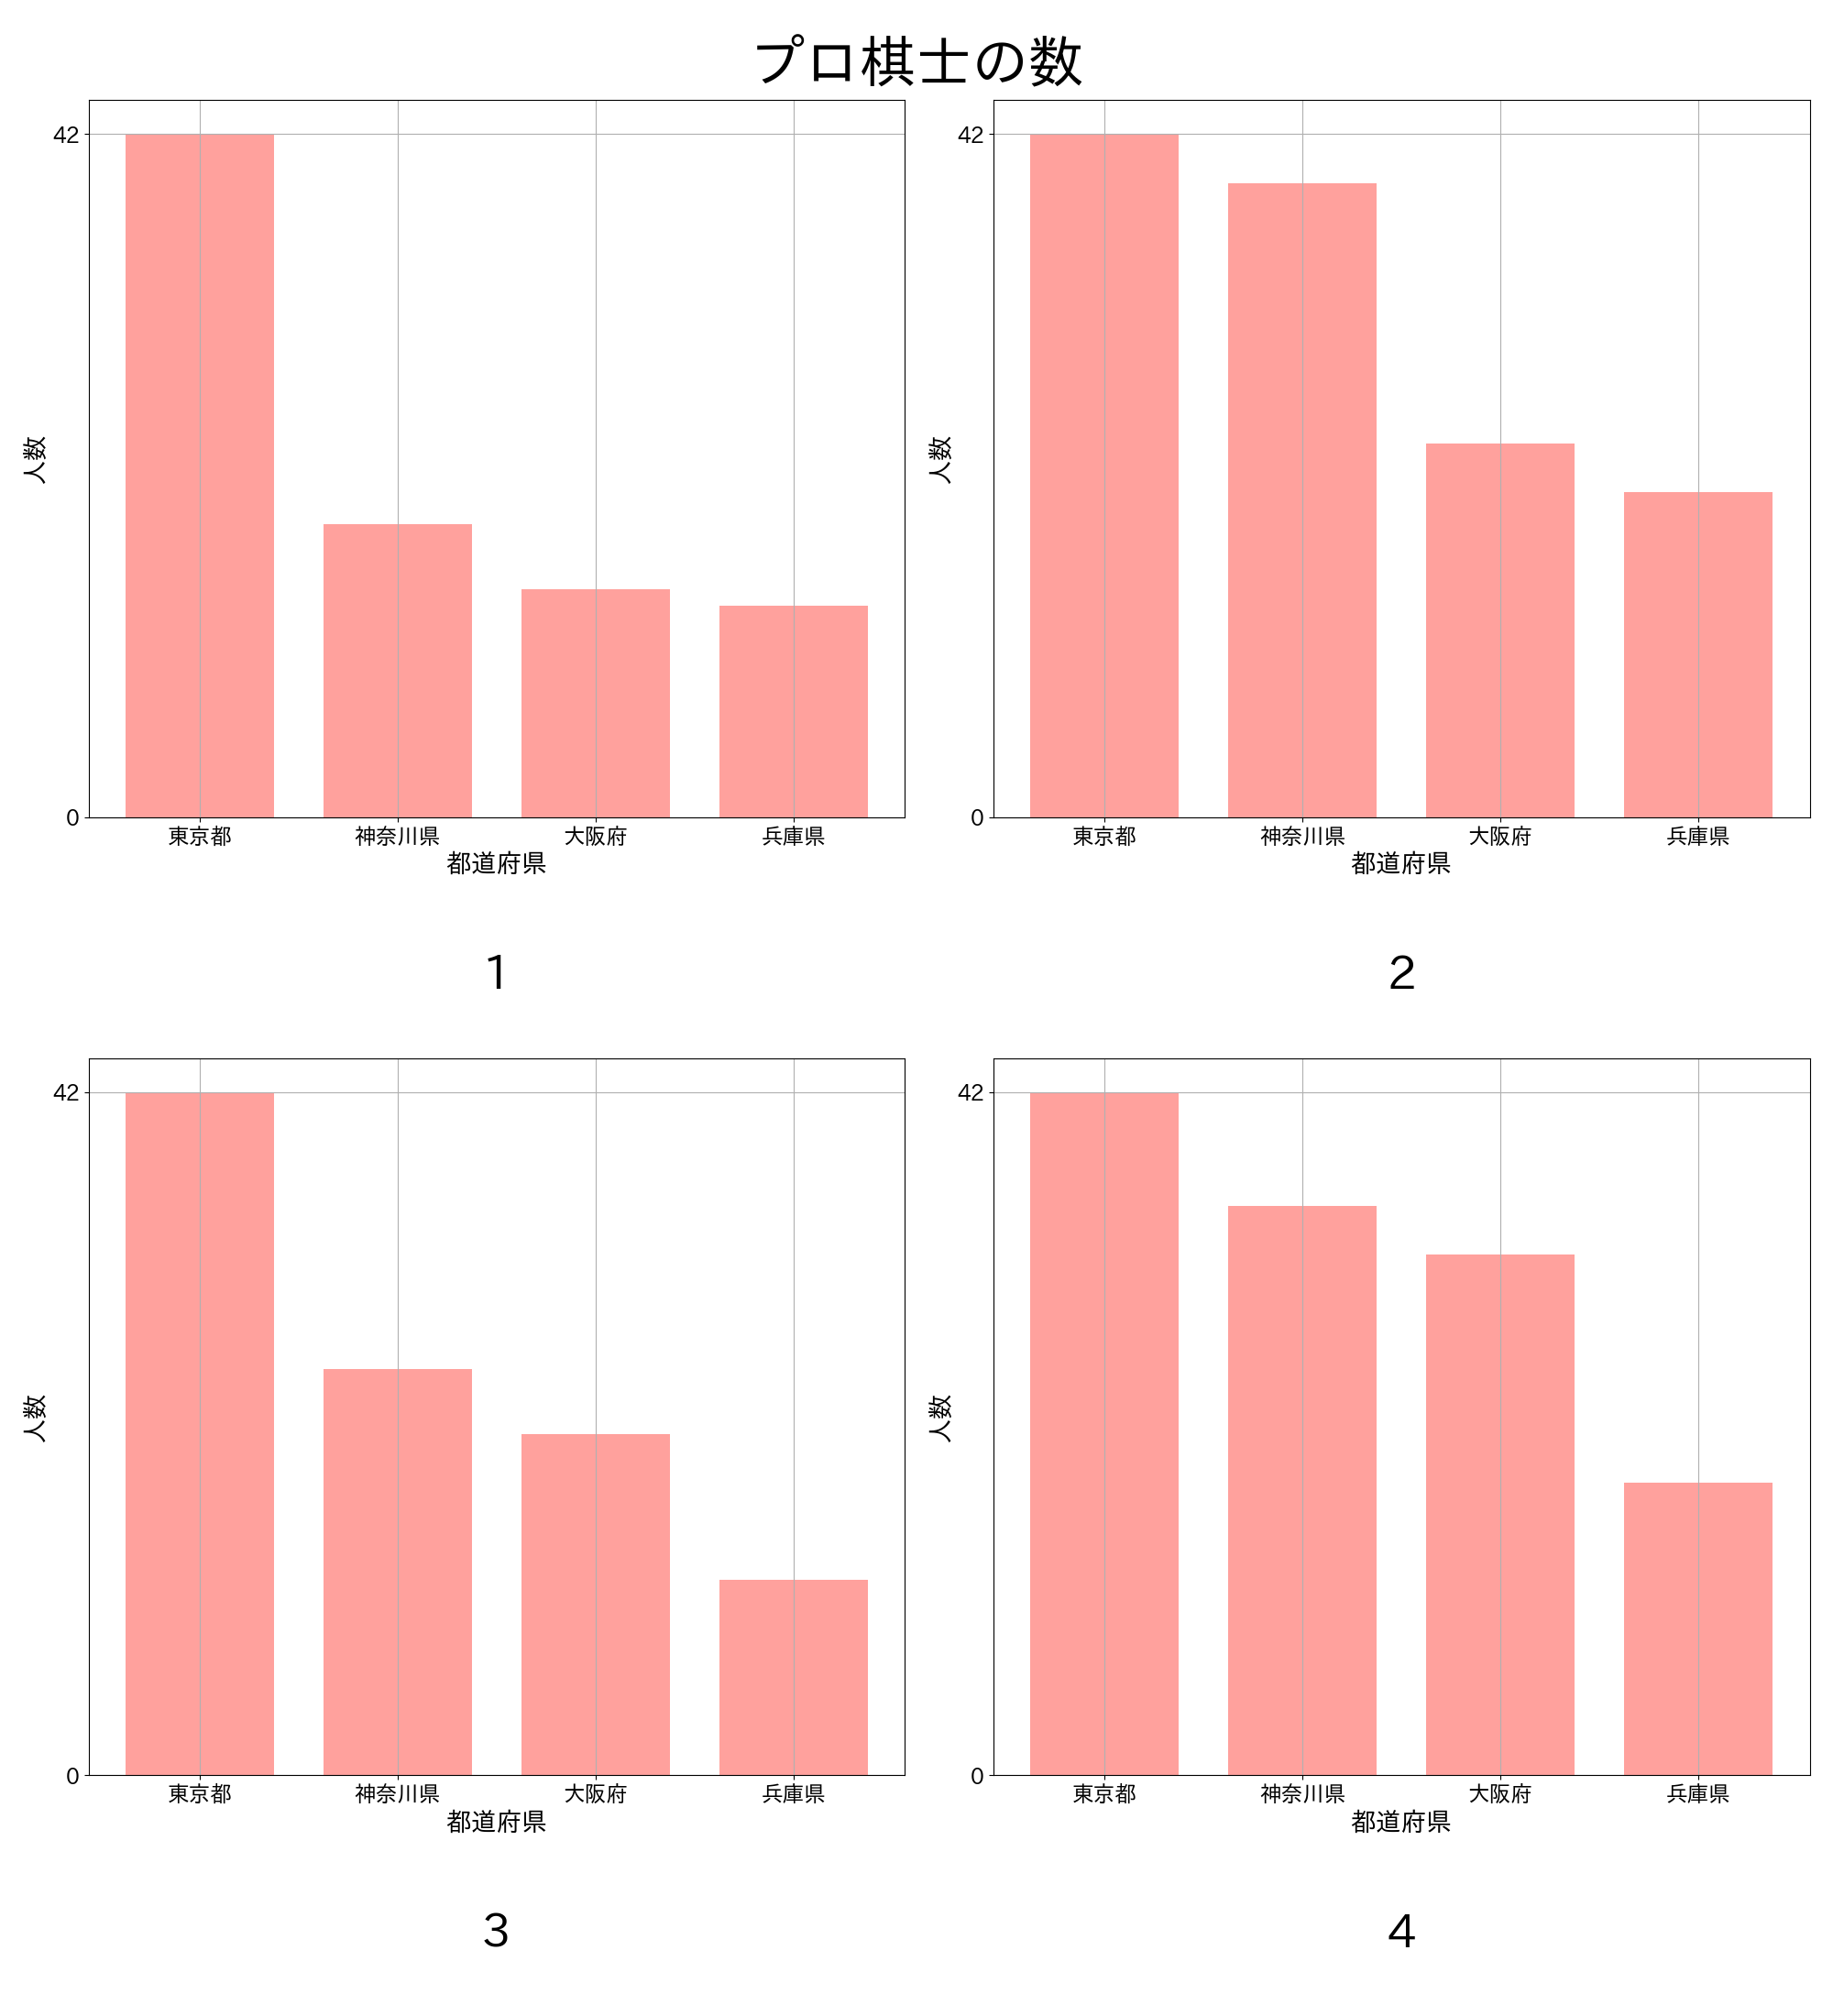 プロ棋士の数
42
0
人数
東京都 神奈川県 大阪府 兵庫県
都道府県
1
42
0
人数
東京都 神奈川県 大阪府 兵庫県
都道府県
2
42
0
人数
東京都 神奈川県 大阪府 兵庫県
都道府県
3
42
0
人数
東京都 神奈川県 大阪府 兵庫県
都道府県
4